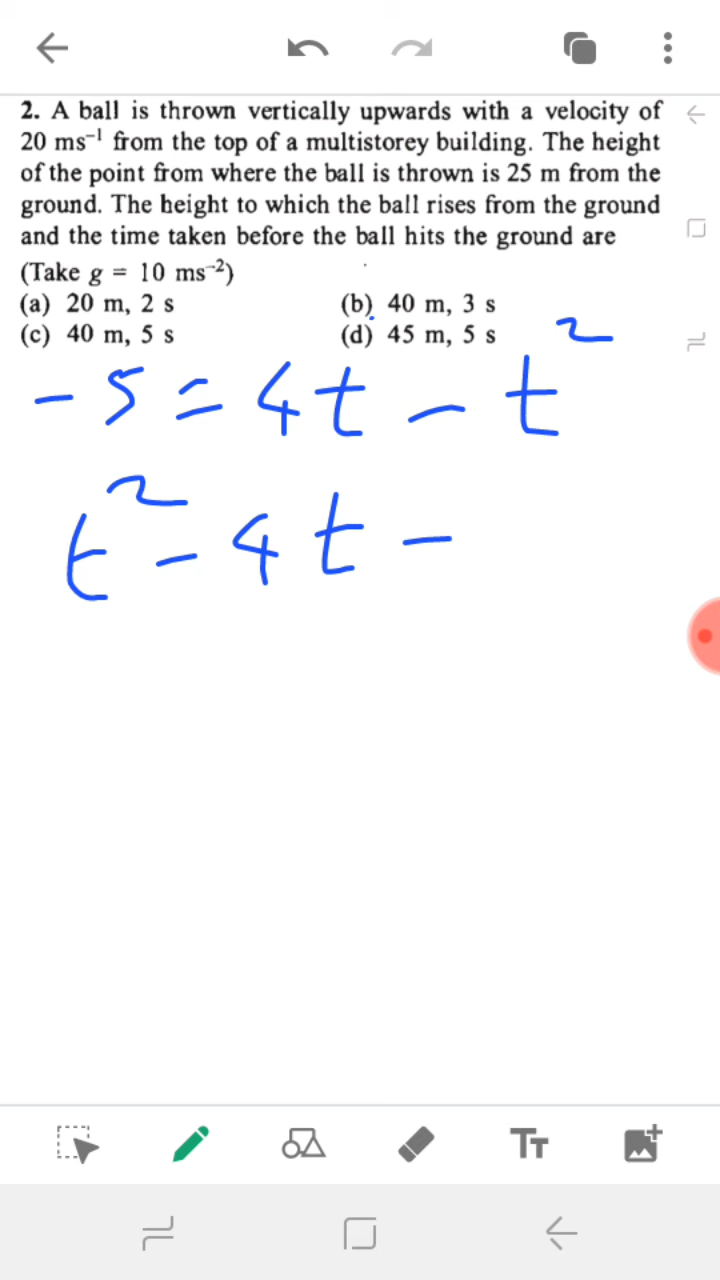 2. A ball is thrown vertically upwards with a velocity of
20 ms⁻¹ from the top of a multistorey building. The height
of the point from where the ball is thrown is 25 m from the
ground. The height to which the ball rises from the ground
and the time taken before the ball hits the ground are
(Take g = 10 ms⁻²)
(a) 20 m, 2 s (b) 40 m, 3 s
(c) 40 m, 5 s (d) 45 m, 5 s
-5 = 4t - t²
t² - 4t -
TT